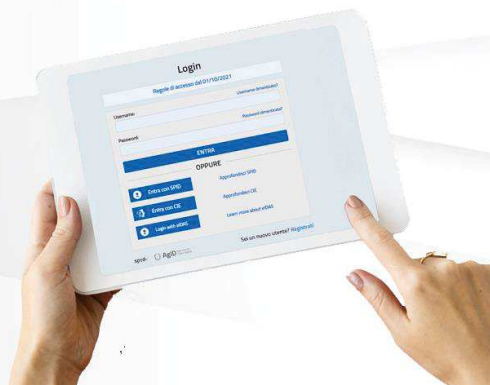 Login
Regole di accesso dal 01/10/2021
Username:
Username dimenticato?
Password:
Password dimenticata?
ENTRA
OPPURE
Entra con SPID
Approfondisci SPID
Entra con CIE
Approfondisci CIE
Login with eIDAS
Learn more about eIDAS
spid AgID
Sei un nuovo utente? Registrati